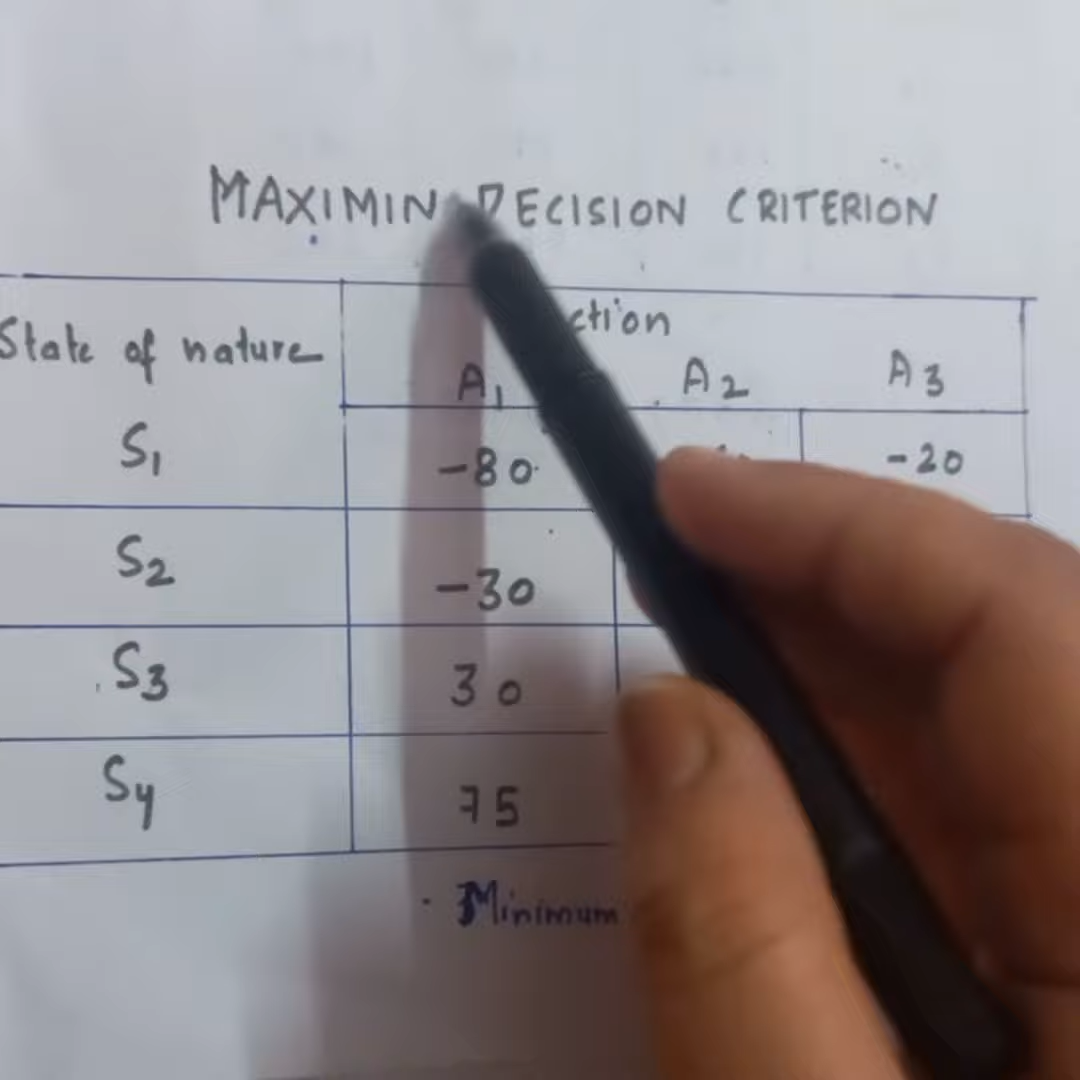 MAXIMIN DECISION CRITERION
State of nature ction
A1 A2 A3
S1 -80 -20
S2 -30
S3 30
S4 75
Minimum